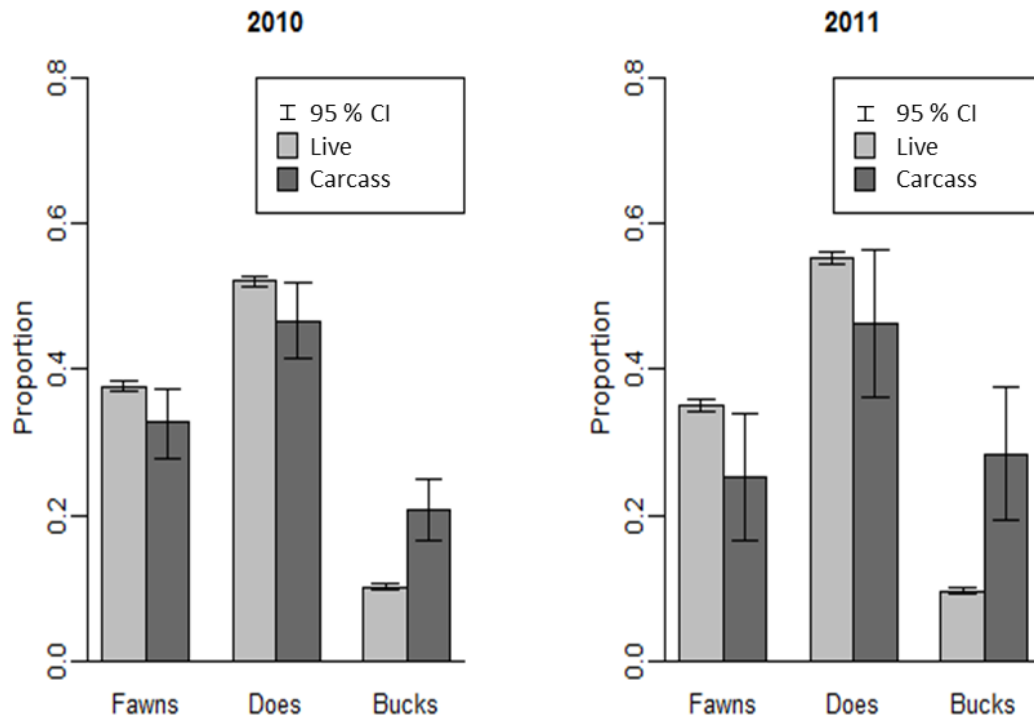 2010
Proportion
0.8
0.6
0.4
0.2
0.0
95 % CI
Live
Carcass
Fawns Does Bucks
2011
Proportion
0.8
0.6
0.4
0.2
0.0
95 % CI
Live
Carcass
Fawns Does Bucks